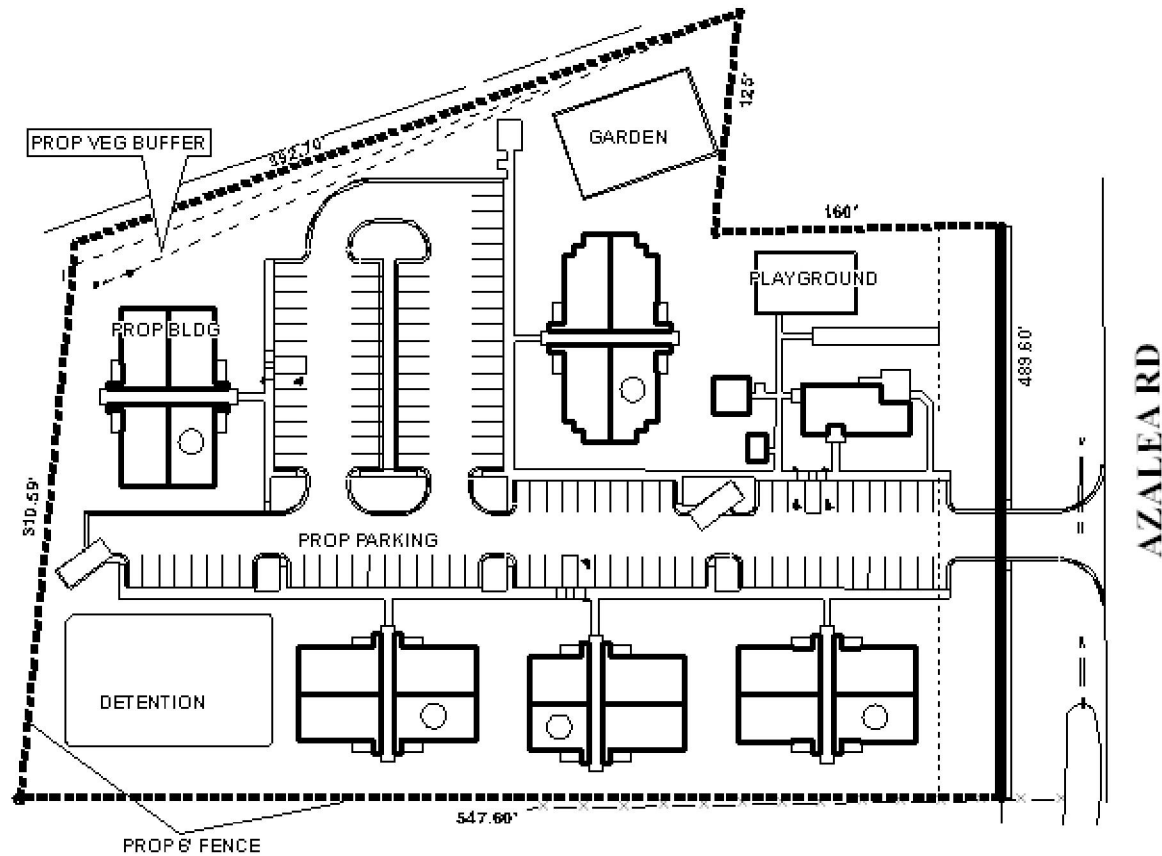 125'
GARDEN
PROP VEG BUFFER
392.70'
160'
PLAYGROUND
PROP BLDG
489.60'
AZALEA RD
310.59'
PROP PARKING
DETENTION
547.60'
PROP 6' FENCE